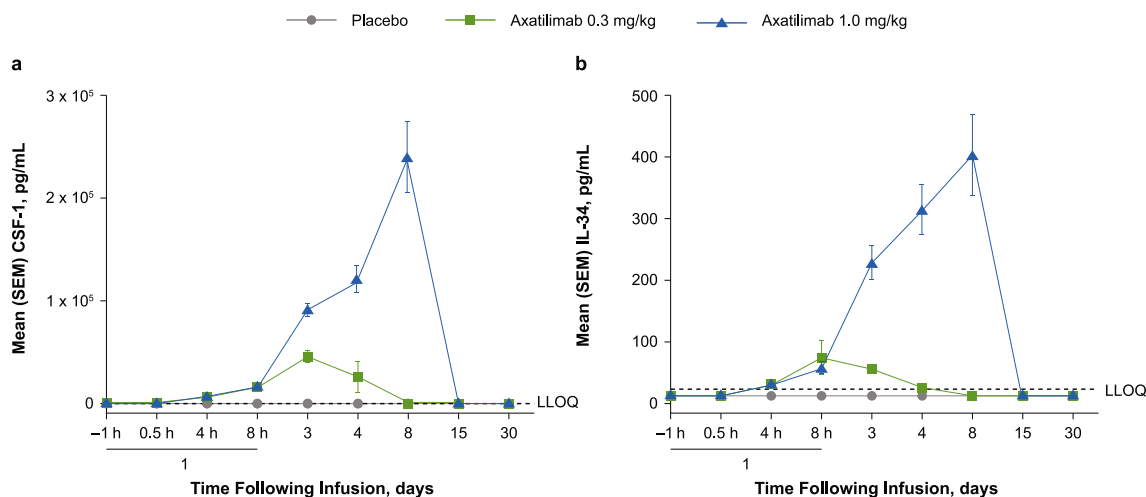 Placebo Axatilimab 0.3 mg/kg Axatilimab 1.0 mg/kg
a
Mean (SEM) CSF-1, pg/mL
3 x 10⁵
2 x 10⁵
1 x 10⁵
0
LLOQ
–1 h 0.5 h 4 h 8 h 3 4 8 15 30
1
Time Following Infusion, days
b
Mean (SEM) IL-34, pg/mL
500
400
300
200
100
0
LLOQ
–1 h 0.5 h 4 h 8 h 3 4 8 15 30
1
Time Following Infusion, days